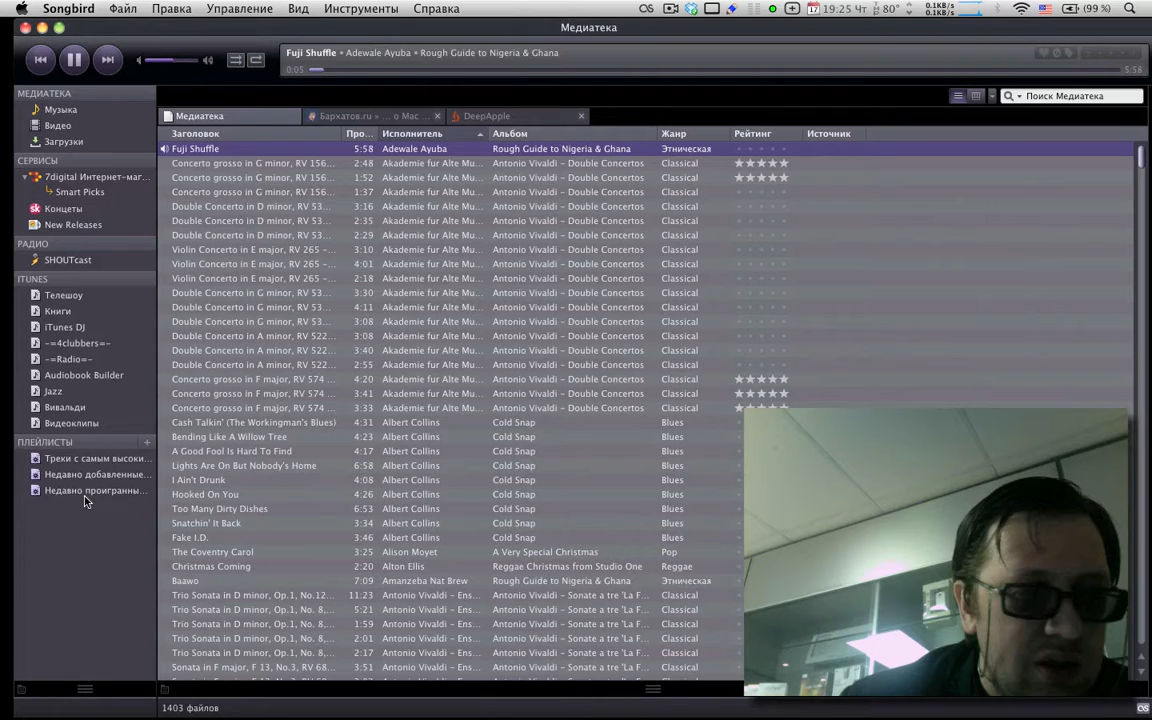 Songbird Файл Правка Управление Вид Инструменты Справка 17 19:25 80° 0.1KB/s 0.1KB/s (99 %)
Медиатека
Fuji Shuffle • Adewale Ayuba • Rough Guide to Nigeria & Ghana
0:05 5:58
МЕДИАТЕКА
Музыка
Видео
Загрузки
СЕРВИСЫ
7digital Интернет-маг...
Smart Picks
Концеты
New Releases
РАДИО
SHOUTcast
ITUNES
Телешоу
Книги
iTunes DJ
-=4clubbers=-
-=Radio=-
Audiobook Builder
Jazz
Вивальди
Видеоклипы
ПЛЕЙЛИСТЫ
Треки с самым высоки...
Недавно добавленные...
Недавно проигранны...
Поиск Медиатека
Медиатека Бархатов.ru » ... о Mac ... DeepApple
Заголовок Про... Исполнитель Альбом Жанр Рейтинг Источник
Fuji Shuffle 5:58 Adewale Ayuba Rough Guide to Nigeria & Ghana Этническая
Concerto grosso in G minor, RV 156... 2:48 Akademie fur Alte Mu... Antonio Vivaldi - Double Concertos Classical
Concerto grosso in G minor, RV 156... 1:52 Akademie fur Alte Mu... Antonio Vivaldi - Double Concertos Classical
Concerto grosso in G minor, RV 156... 1:37 Akademie fur Alte Mu... Antonio Vivaldi - Double Concertos Classical
Double Concerto in D minor, RV 53... 3:16 Akademie fur Alte Mu... Antonio Vivaldi - Double Concertos Classical
Double Concerto in D minor, RV 53... 2:35 Akademie fur Alte Mu... Antonio Vivaldi - Double Concertos Classical
Double Concerto in D minor, RV 53... 2:29 Akademie fur Alte Mu... Antonio Vivaldi - Double Concertos Classical
Violin Concerto in E major, RV 265 -... 3:10 Akademie fur Alte Mu... Antonio Vivaldi - Double Concertos Classical
Violin Concerto in E major, RV 265 -... 4:01 Akademie fur Alte Mu... Antonio Vivaldi - Double Concertos Classical
Violin Concerto in E major, RV 265 -... 2:18 Akademie fur Alte Mu... Antonio Vivaldi - Double Concertos Classical
Double Concerto in G minor, RV 53... 3:30 Akademie fur Alte Mu... Antonio Vivaldi - Double Concertos Classical
Double Concerto in G minor, RV 53... 4:11 Akademie fur Alte Mu... Antonio Vivaldi - Double Concertos Classical
Double Concerto in G minor, RV 53... 3:08 Akademie fur Alte Mu... Antonio Vivaldi - Double Concertos Classical
Double Concerto in A minor, RV 522... 3:08 Akademie fur Alte Mu... Antonio Vivaldi - Double Concertos Classical
Double Concerto in A minor, RV 522... 3:40 Akademie fur Alte Mu... Antonio Vivaldi - Double Concertos Classical
Double Concerto in A minor, RV 522... 2:55 Akademie fur Alte Mu... Antonio Vivaldi - Double Concertos Classical
Concerto grosso in F major, RV 574 ... 4:20 Akademie fur Alte Mu... Antonio Vivaldi - Double Concertos Classical
Concerto grosso in F major, RV 574 ... 3:41 Akademie fur Alte Mu... Antonio Vivaldi - Double Concertos Classical
Concerto grosso in F major, RV 574 ... 3:33 Akademie fur Alte Mu... Antonio Vivaldi - Double Concertos Classical
Cash Talkin' (The Workingman's Blues) 4:31 Albert Collins Cold Snap Blues
Bending Like A Willow Tree 4:23 Albert Collins Cold Snap Blues
A Good Fool Is Hard To Find 4:17 Albert Collins Cold Snap Blues
Lights Are On But Nobody's Home 6:58 Albert Collins Cold Snap Blues
I Ain't Drunk 4:08 Albert Collins Cold Snap Blues
Hooked On You 4:26 Albert Collins Cold Snap Blues
Too Many Dirty Dishes 6:53 Albert Collins Cold Snap Blues
Snatchin' It Back 3:34 Albert Collins Cold Snap Blues
Fake I.D. 3:46 Albert Collins Cold Snap Blues
The Coventry Carol 3:25 Alison Moyet A Very Special Christmas Pop
Christmas Coming 2:20 Alton Ellis Reggae Christmas from Studio One Reggae
Baawo 7:09 Amanzeba Nat Brew Rough Guide to Nigeria & Ghana Этническая
Trio Sonata in D minor, Op.1, No.12... 11:23 Antonio Vivaldi - Ens... Antonio Vivaldi - Sonate a tre 'La F...
Trio Sonata in D minor, Op.1, No. 8,... 5:21 Antonio Vivaldi - Ens... Antonio Vivaldi - Sonate a tre 'La F...
Trio Sonata in D minor, Op.1, No. 8,... 1:59 Antonio Vivaldi - Ens... Antonio Vivaldi - Sonate a tre 'La F...
Trio Sonata in D minor, Op.1, No. 8,... 2:01 Antonio Vivaldi - Ens... Antonio Vivaldi - Sonate a tre 'La F...
Trio Sonata in D minor, Op.1, No. 8,... 2:17 Antonio Vivaldi - Ens... Antonio Vivaldi - Sonate a tre 'La F...
Sonata in F major, F 13, No.3, RV 68... 3:51 Antonio Vivaldi - Ens... Antonio Vivaldi - Sonate a tre 'La F...
1403 файлов